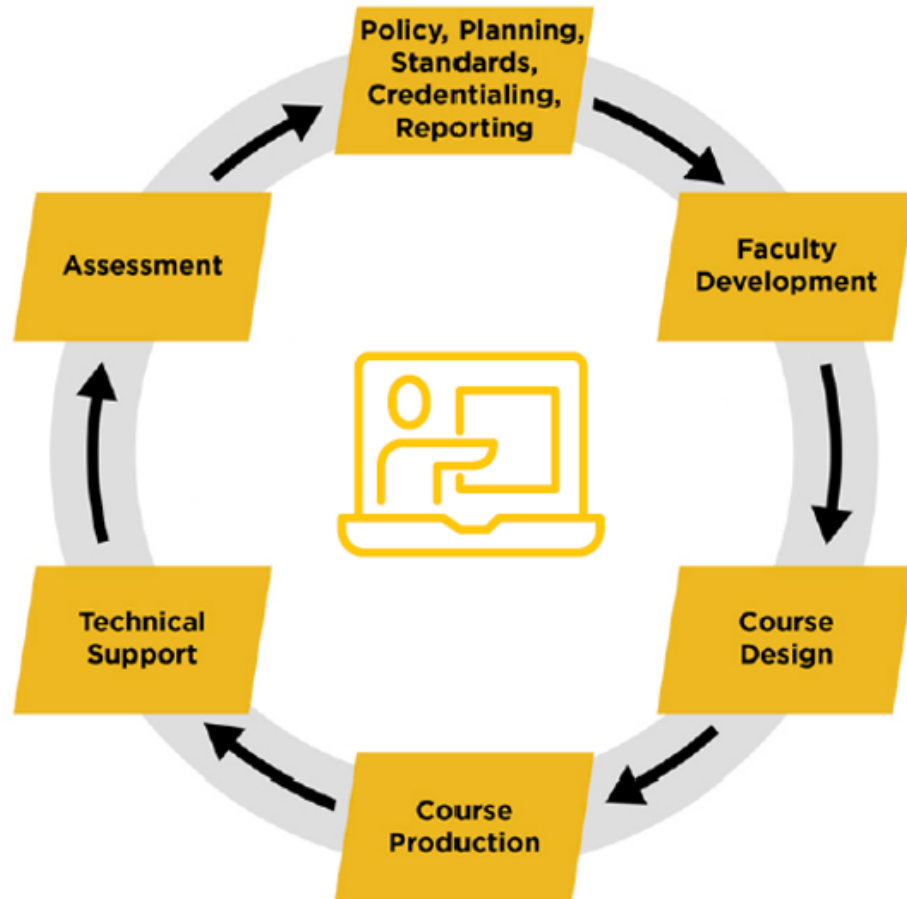 Policy, Planning,
Standards,
Credentialing,
Reporting
Faculty
Development
Course
Design
Course
Production
Technical
Support
Assessment